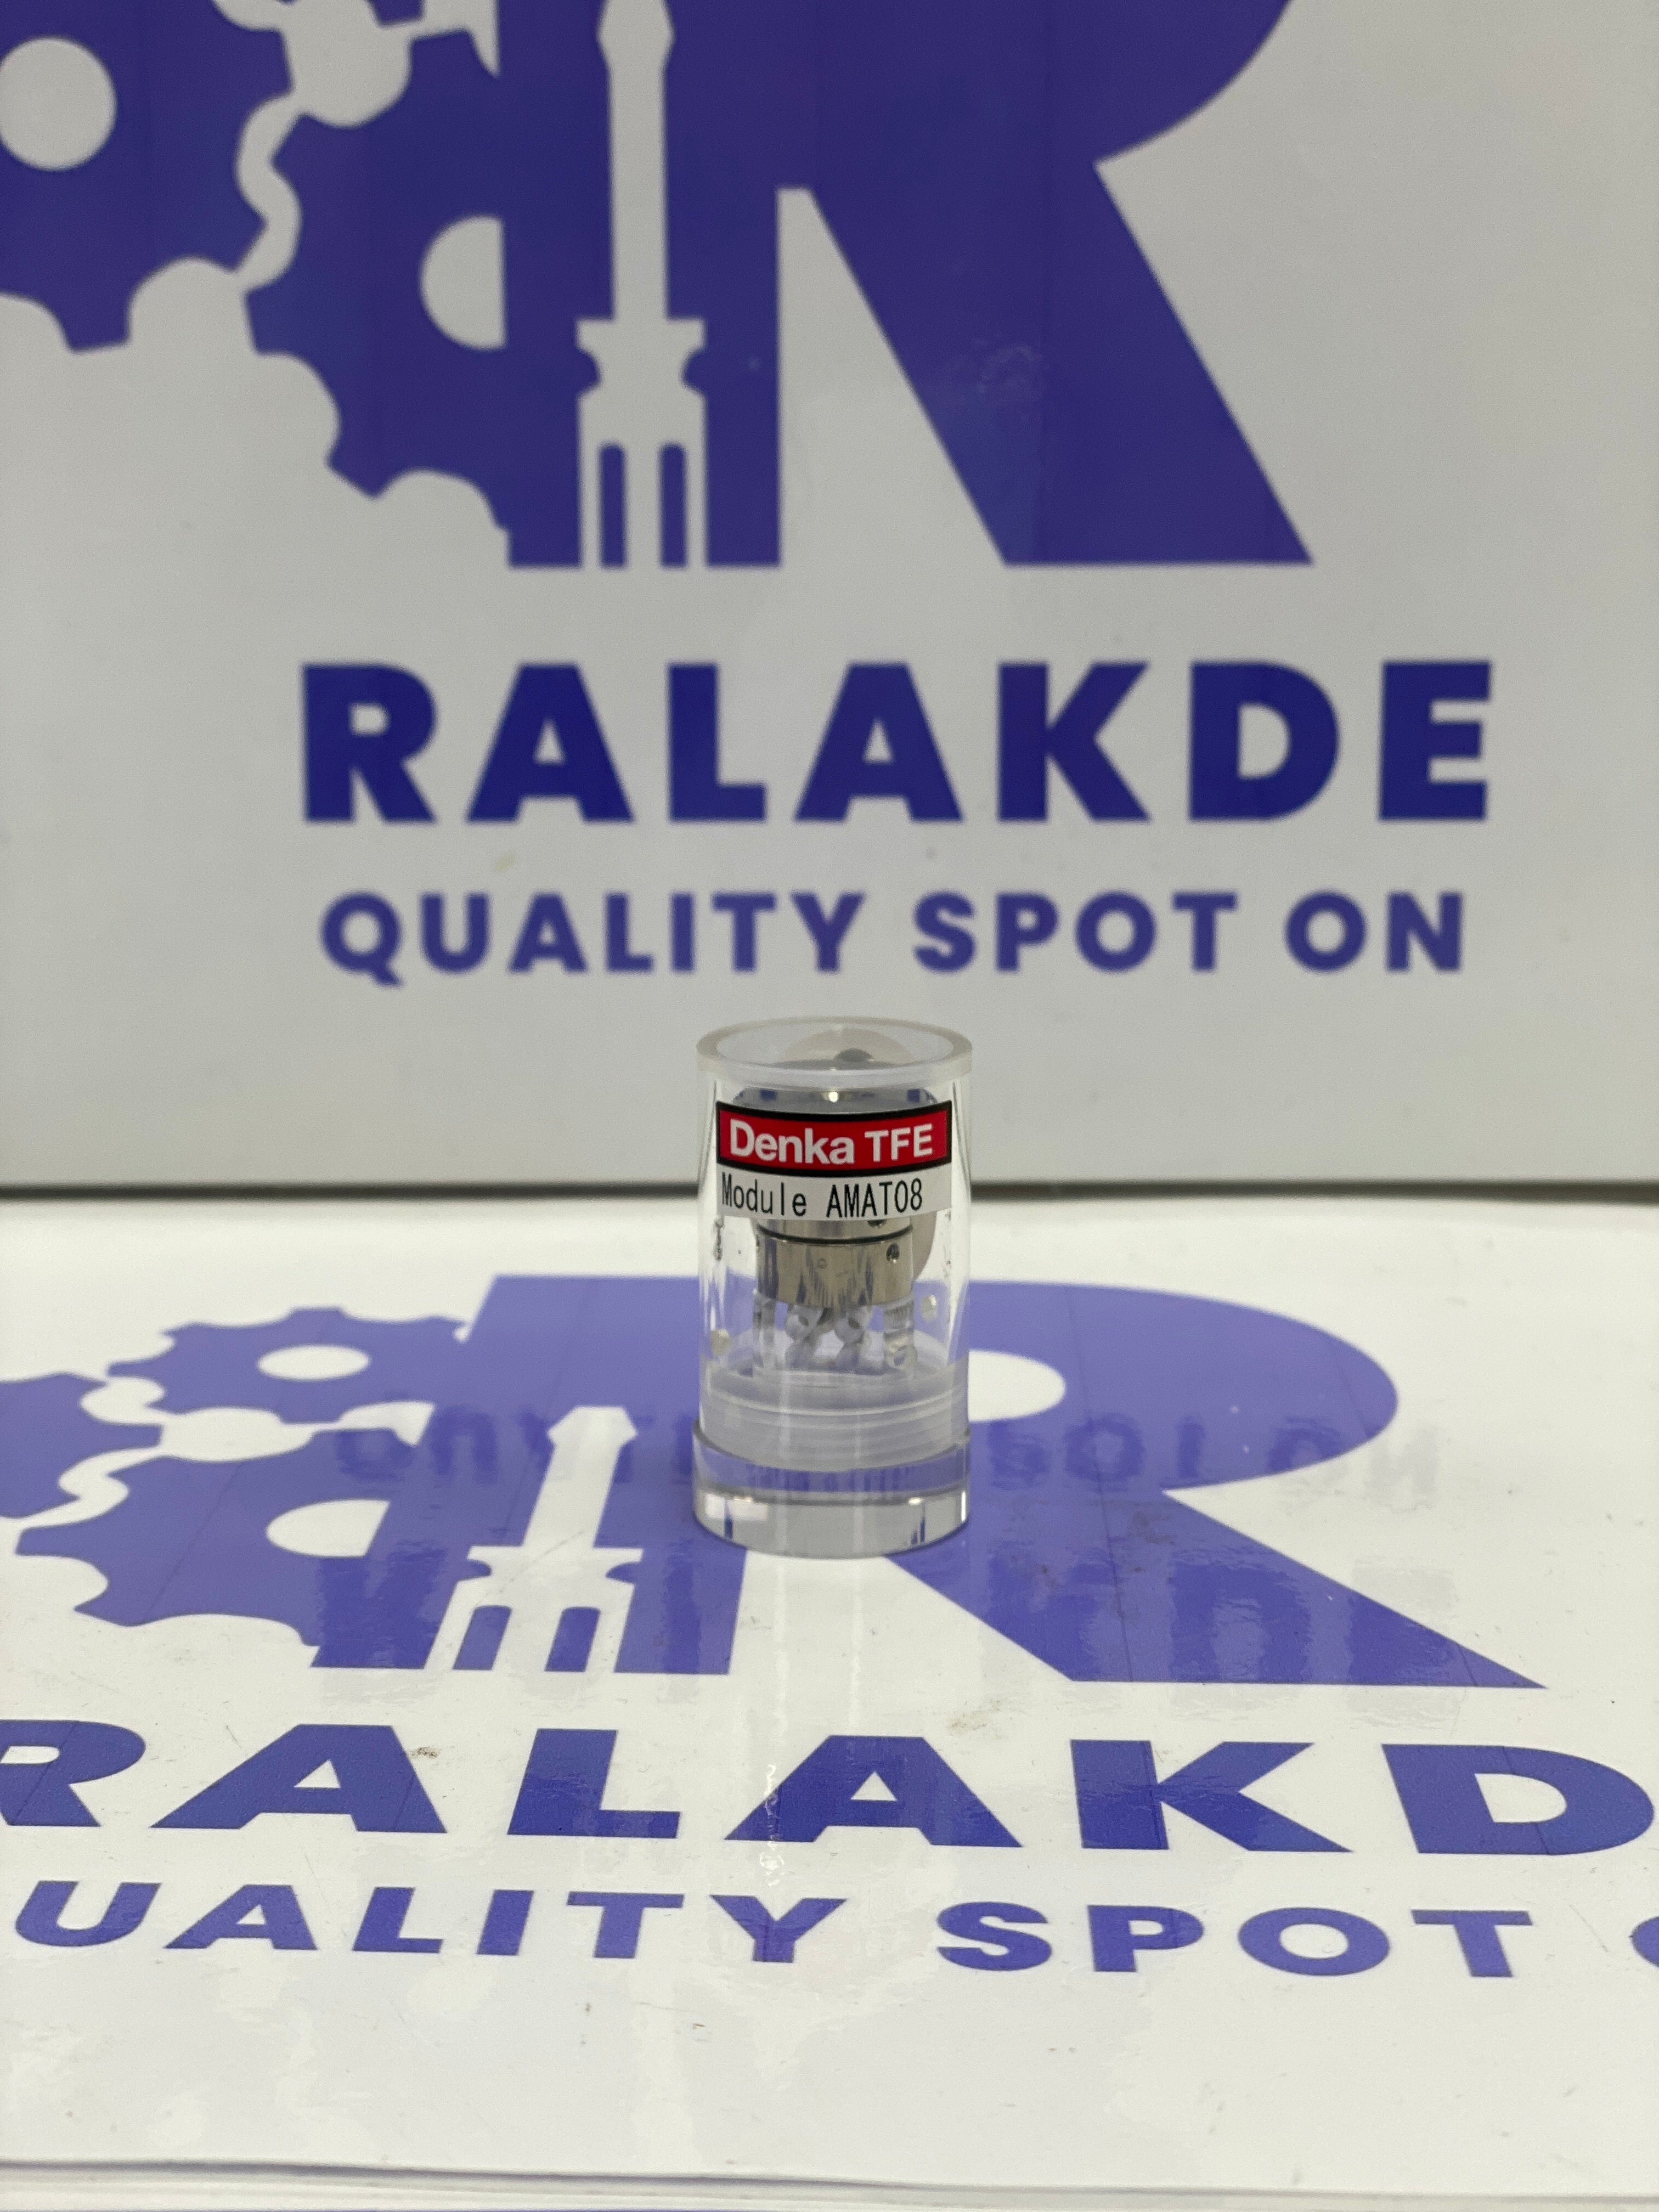 RALAKDE
QUALITY SPOT ON
Denka TFE
Module AMAT08
RALAKD
UALITY SPOT